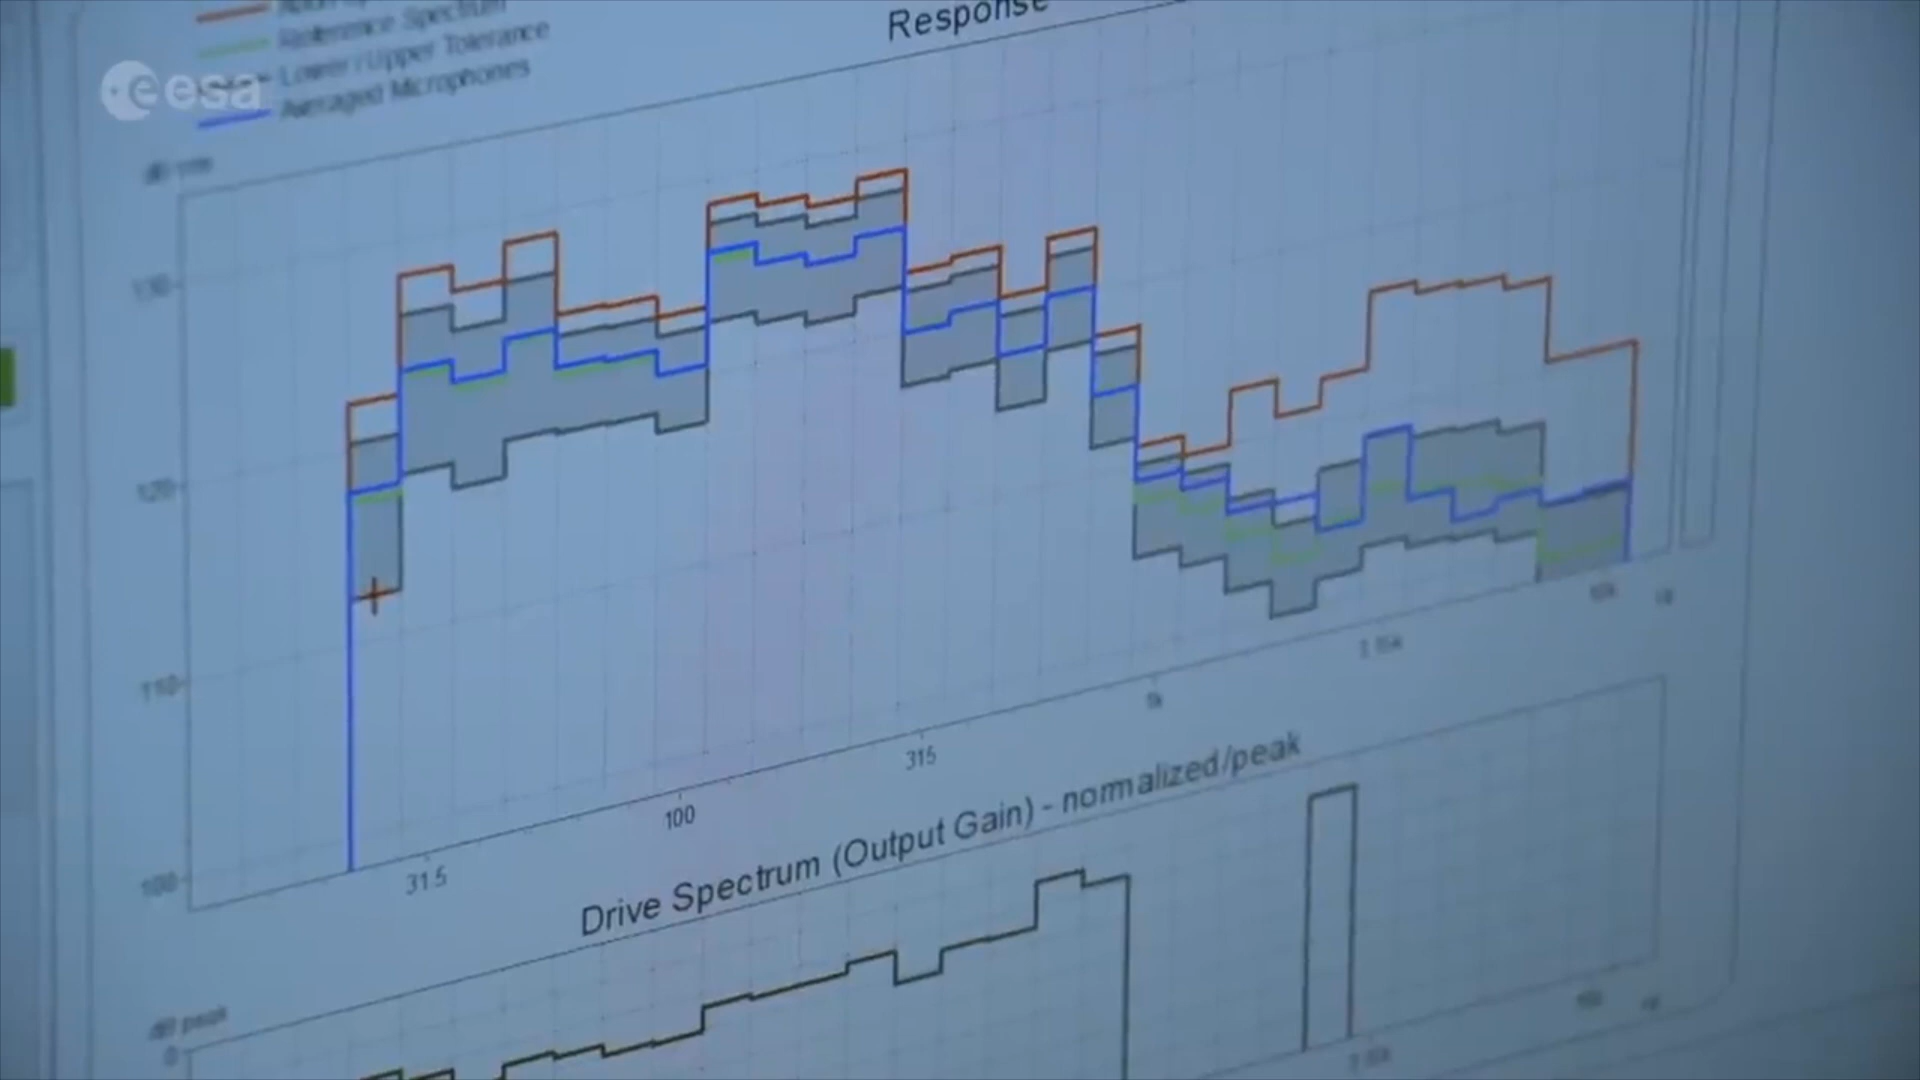 Response
Reference Spectrum
Lower / Upper Tolerance
esa
Averaged Microphones
130
120
110
100
31.5
100
315
1k
3.15k
10k
Drive Spectrum (Output Gain) - normalized/peak
dB peak
0